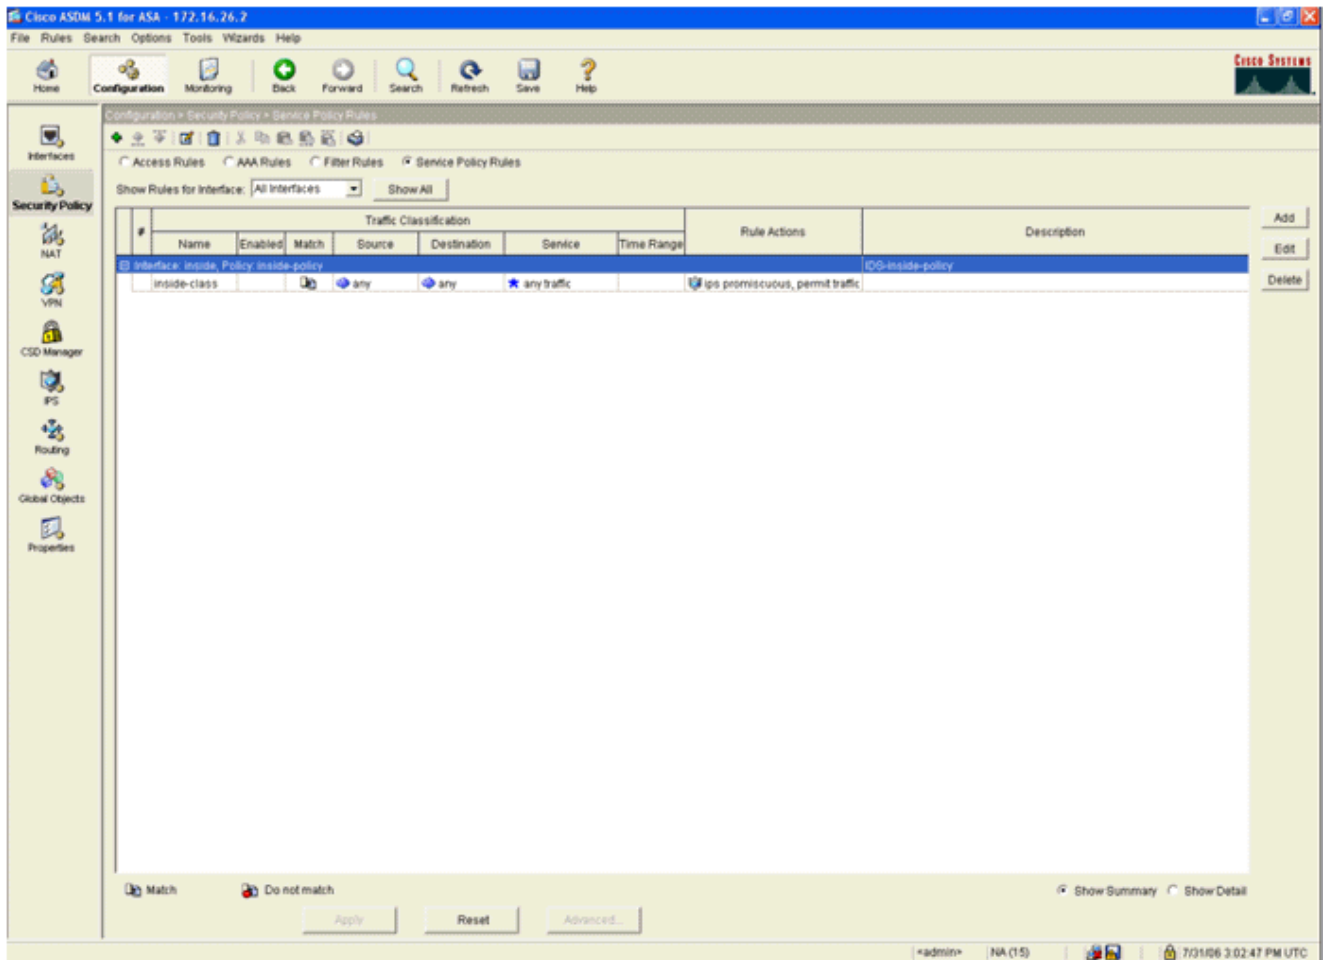 Cisco ASDM 5.1 for ASA - 172.16.26.2
File Rules Search Options Tools Wizards Help
Home Configuration Monitoring Back Forward Search Refresh Save Help
CISCO SYSTEMS
Configuration > Security Policy > Service Policy Rules
Interfaces
Access Rules AAA Rules Filter Rules Service Policy Rules
Show Rules for Interface: All Interfaces Show All
Security Policy
Traffic Classification
# Name Enabled Match Source Destination Service Time Range Rule Actions Description
Add
Edit
Delete
NAT
Interface: inside, Policy: inside-policy IDS-inside-policy
inside-class any any any traffic ips promiscuous, permit traffic
VPN
CSD Manager
IPS
Routing
Global Objects
Properties
Match Do not match Show Summary Show Detail
Apply Reset Advanced...
<admin> NA (15) 7/31/06 3:02:47 PM UTC